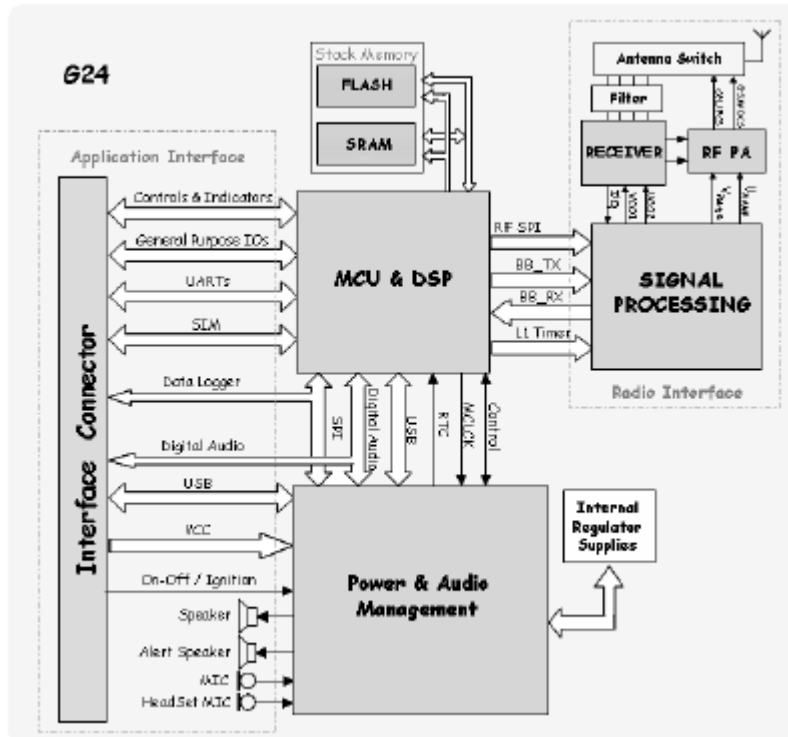 G24
Stack Memory
FLASH
SRAM
Antenna Switch
Filter
RECEIVER
RF PA
Application Interface
Controls & Indicators
General Purpose IOs
UARTs
SIM
Data Logger
Digital Audio
USB
VCC
On-Off / Ignition
Speaker
Alert Speaker
MIC
HeadSet MIC
Interface Connector
MCU & DSP
RF SPI
BB_TX
BB_RX
L1 Timer
SIGNAL
PROCESSING
Radio Interface
SPI
Digital Audio
USB
RTC
MCLCK
Control
Power & Audio
Management
Internal
Regulator
Supplies